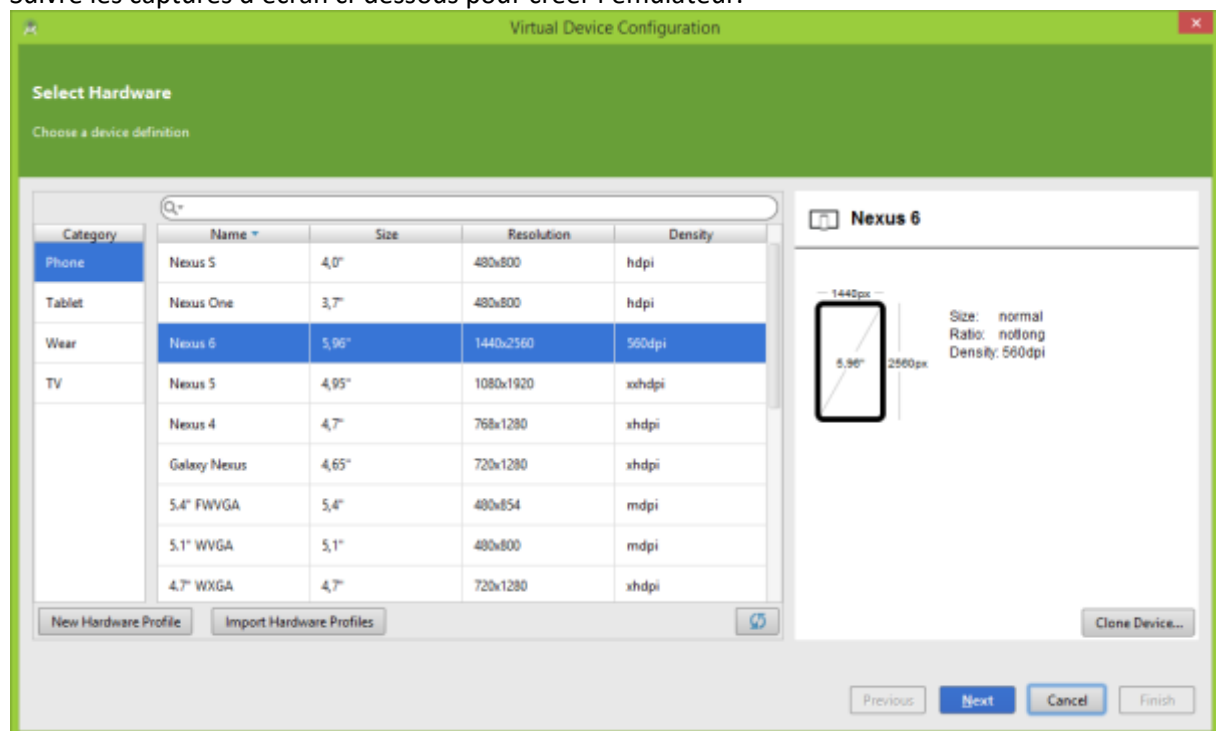 Suivre les captures d'écran ci-dessous pour créer l'émulateur.
Virtual Device Configuration
Select Hardware
Choose a device definition
Category Name Size Resolution Density
Phone Nexus S 4,0" 480x800 hdpi
Tablet Nexus One 3,7" 480x800 hdpi
Wear Nexus 6 5,96" 1440x2560 560dpi
TV Nexus 5 4,95" 1080x1920 xxhdpi
Nexus 4 4,7" 768x1280 xhdpi
Galaxy Nexus 4,65" 720x1280 xhdpi
5.4" FWVGA 5,4" 480x854 mdpi
5.1" WVGA 5,1" 480x800 mdpi
4.7" WXGA 4,7" 720x1280 xhdpi
New Hardware Profile Import Hardware Profiles
Nexus 6
1440px
5.96" 2560px
Size: normal
Ratio: notlong
Density: 560dpi
Clone Device...
Previous Next Cancel Finish